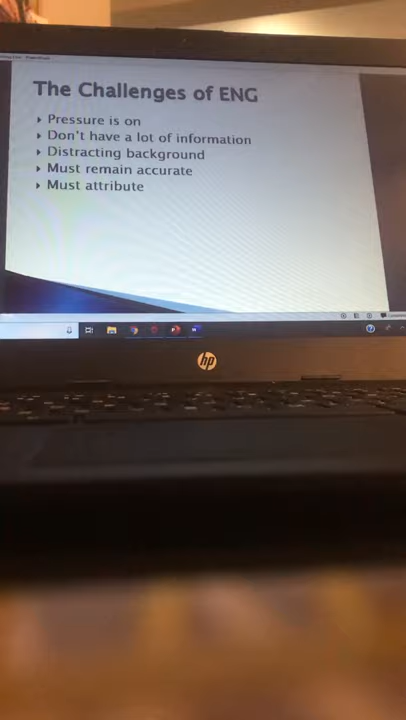 The Challenges of ENG
Pressure is on
Don't have a lot of information
Distracting background
Must remain accurate
Must attribute
hp